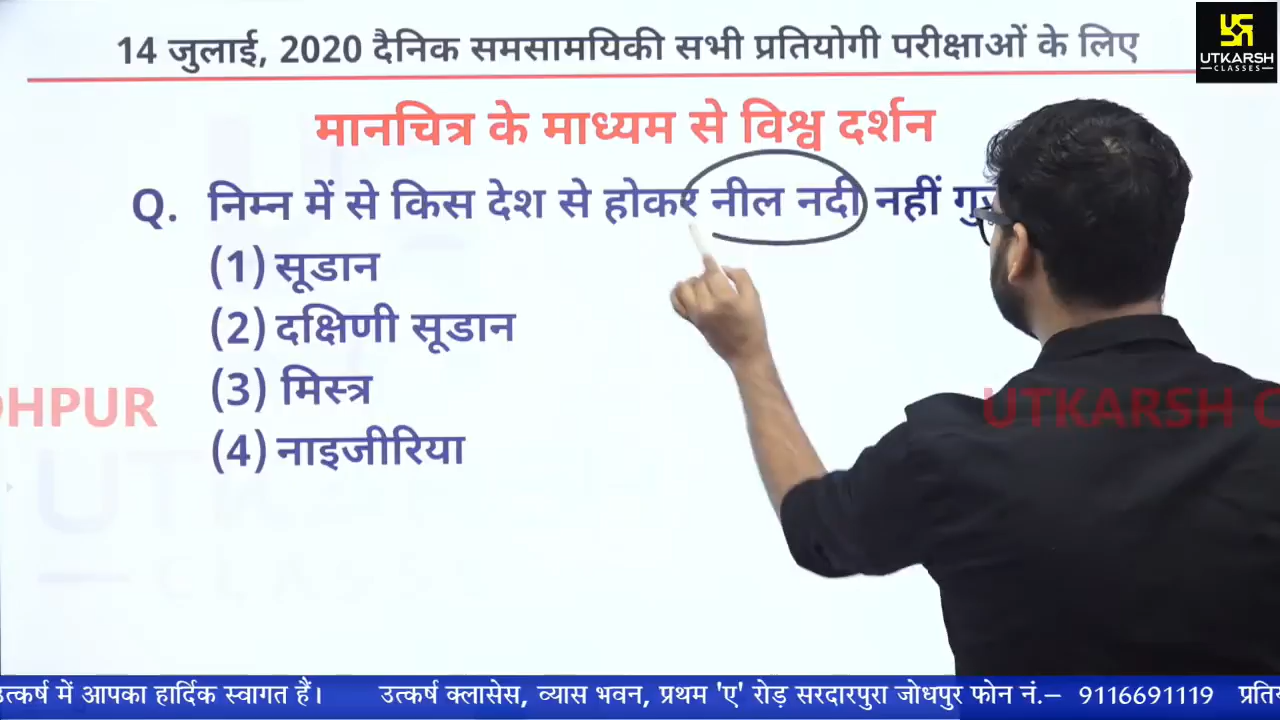 14 जुलाई, 2020 दैनिक समसामयिकी सभी प्रतियोगी परीक्षाओं के लिए
UTKARSH
CLASSES
मानचित्र के माध्यम से विश्व दर्शन
Q. निम्न में से किस देश से होकर नील नदी नहीं
(1) सूडान
(2) दक्षिणी सूडान
(3) मिस्त्र
(4) नाइजीरिया
UTKARSH
उत्कर्ष में आपका हार्दिक स्वागत हैं। उत्कर्ष क्लासेस, व्यास भवन, प्रथम 'ए' रोड़ सरदारपुरा जोधपुर फोन नं.– 9116691119